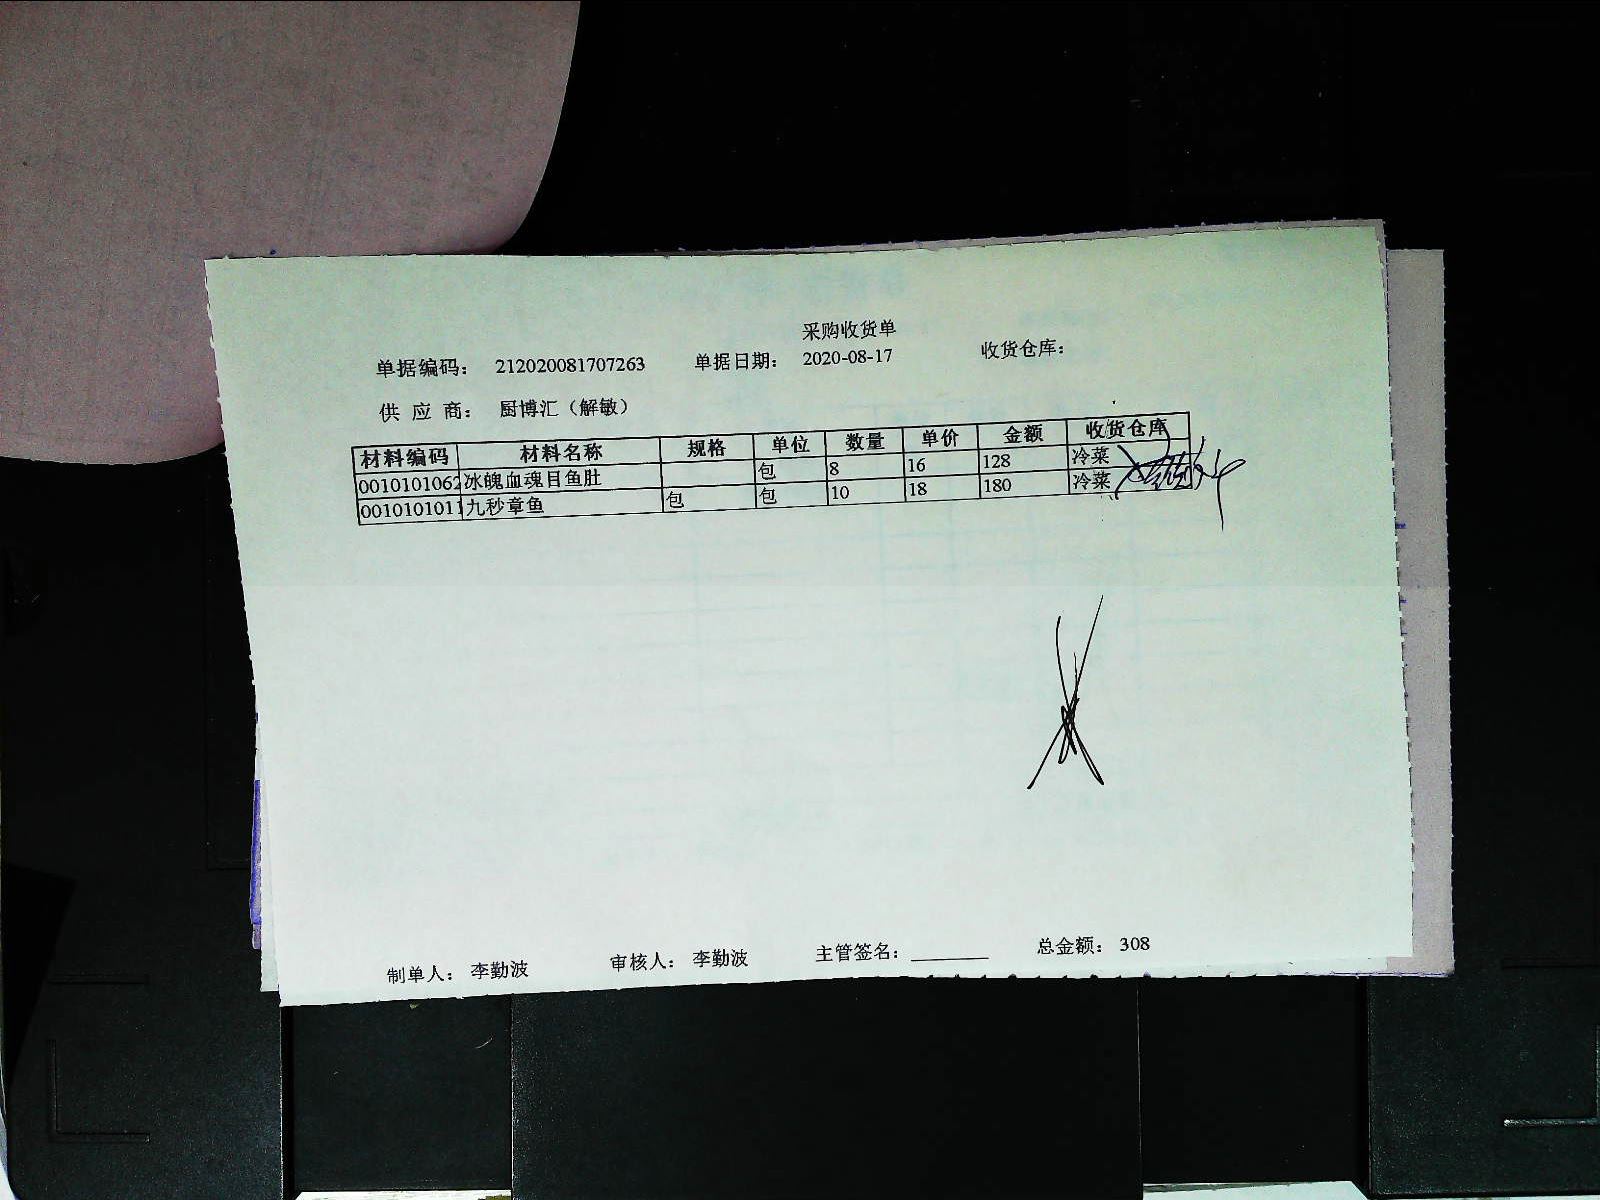 采购收货单
单据编码： 212020081707263 单据日期： 2020-08-17 收货仓库：
供 应 商： 厨博汇（解敏）
材料编码 材料名称 规格 单位 数量 单价 金额 收货仓库
0010101062 冰魄血魂目鱼肚 包 8 16 128 冷菜
0010101011 九秒章鱼 包 包 10 18 180 冷菜
制单人： 李勤波 审核人： 李勤波 主管签名： 总金额： 308